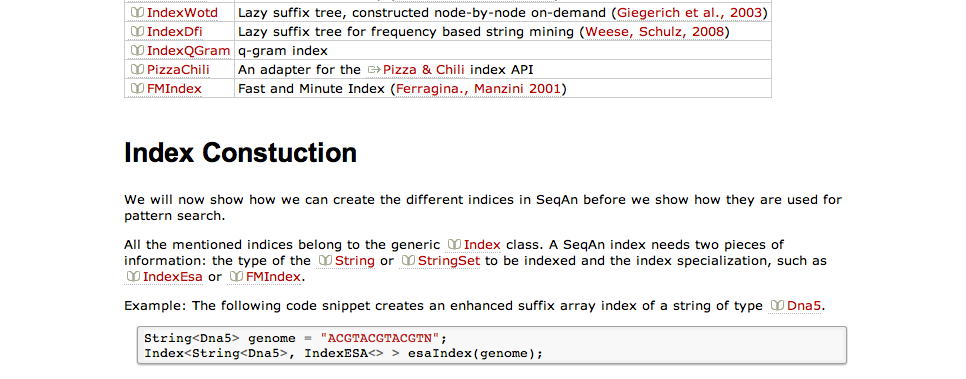 IndexWotd Lazy suffix tree, constructed node-by-node on-demand (Giegerich et al., 2003)
IndexDfi Lazy suffix tree for frequency based string mining (Weese, Schulz, 2008)
IndexQGram q-gram index
PizzaChili An adapter for the Pizza & Chili index API
FMIndex Fast and Minute Index (Ferragina., Manzini 2001)
Index Constuction
We will now show how we can create the different indices in SeqAn before we show how they are used for
pattern search.
All the mentioned indices belong to the generic Index class. A SeqAn index needs two pieces of
information: the type of the String or StringSet to be indexed and the index specialization, such as
IndexEsa or FMIndex.
Example: The following code snippet creates an enhanced suffix array index of a string of type Dna5.
String<Dna5> genome = "ACGTACGTACGTN";
Index<String<Dna5>, IndexESA<> > esaIndex(genome);